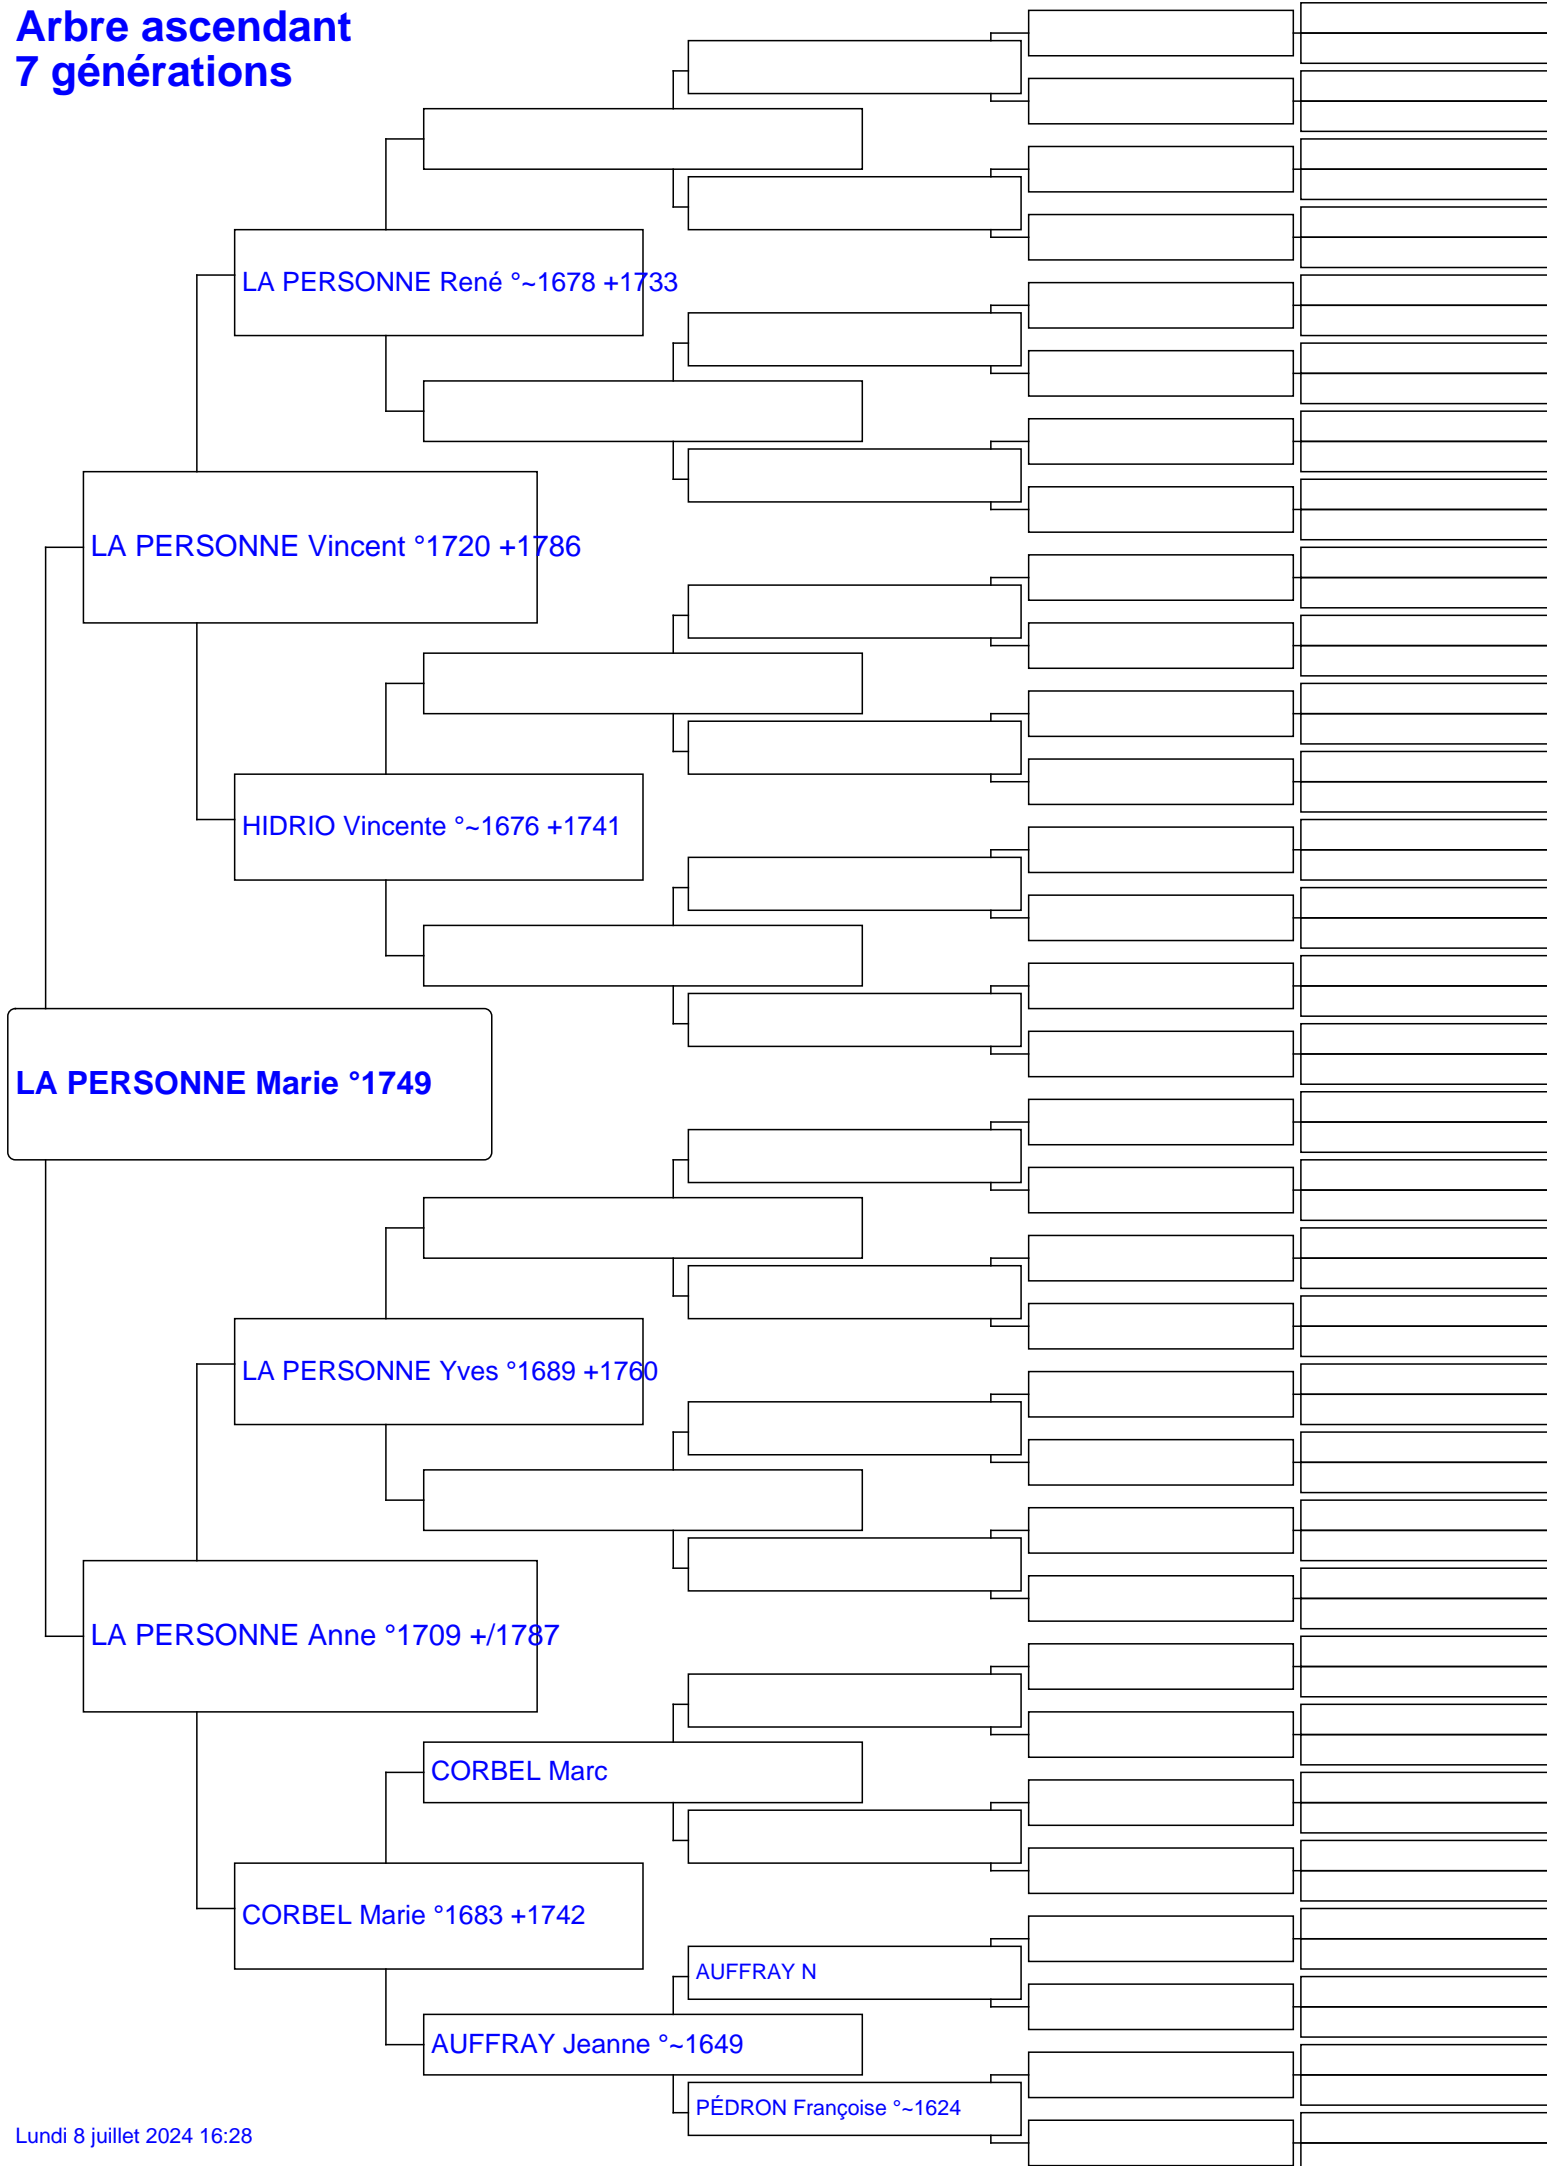 Arbre ascendant
7 générations
LA PERSONNE René °~1678 +1733
LA PERSONNE Vincent °1720 +1786
HIDRIO Vincente °~1676 +1741
LA PERSONNE Marie °1749
LA PERSONNE Yves °1689 +1760
LA PERSONNE Anne °1709 +/1787
CORBEL Marc
CORBEL Marie °1683 +1742
AUFFRAY N
AUFFRAY Jeanne °~1649
PÉDRON Françoise °~1624
Lundi 8 juillet 2024 16:28